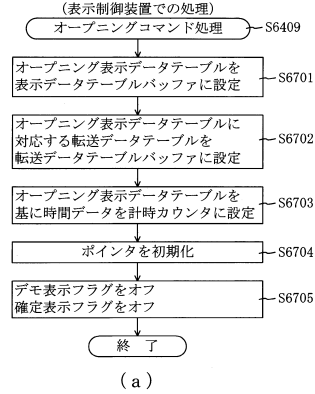 (表示制御装置での処理)
オープニングコマンド処理
S6409
オープニング表示データテーブルを
表示データテーブルバッファに設定
S6701
オープニング表示データテーブルに
対応する転送データテーブルを
転送データテーブルバッファに設定
S6702
オープニング表示データテーブルを
基に時間データを計時カウンタに設定
S6703
ポインタを初期化
S6704
デモ表示フラグをオフ
確定表示フラグをオフ
S6705
終 了
(a)